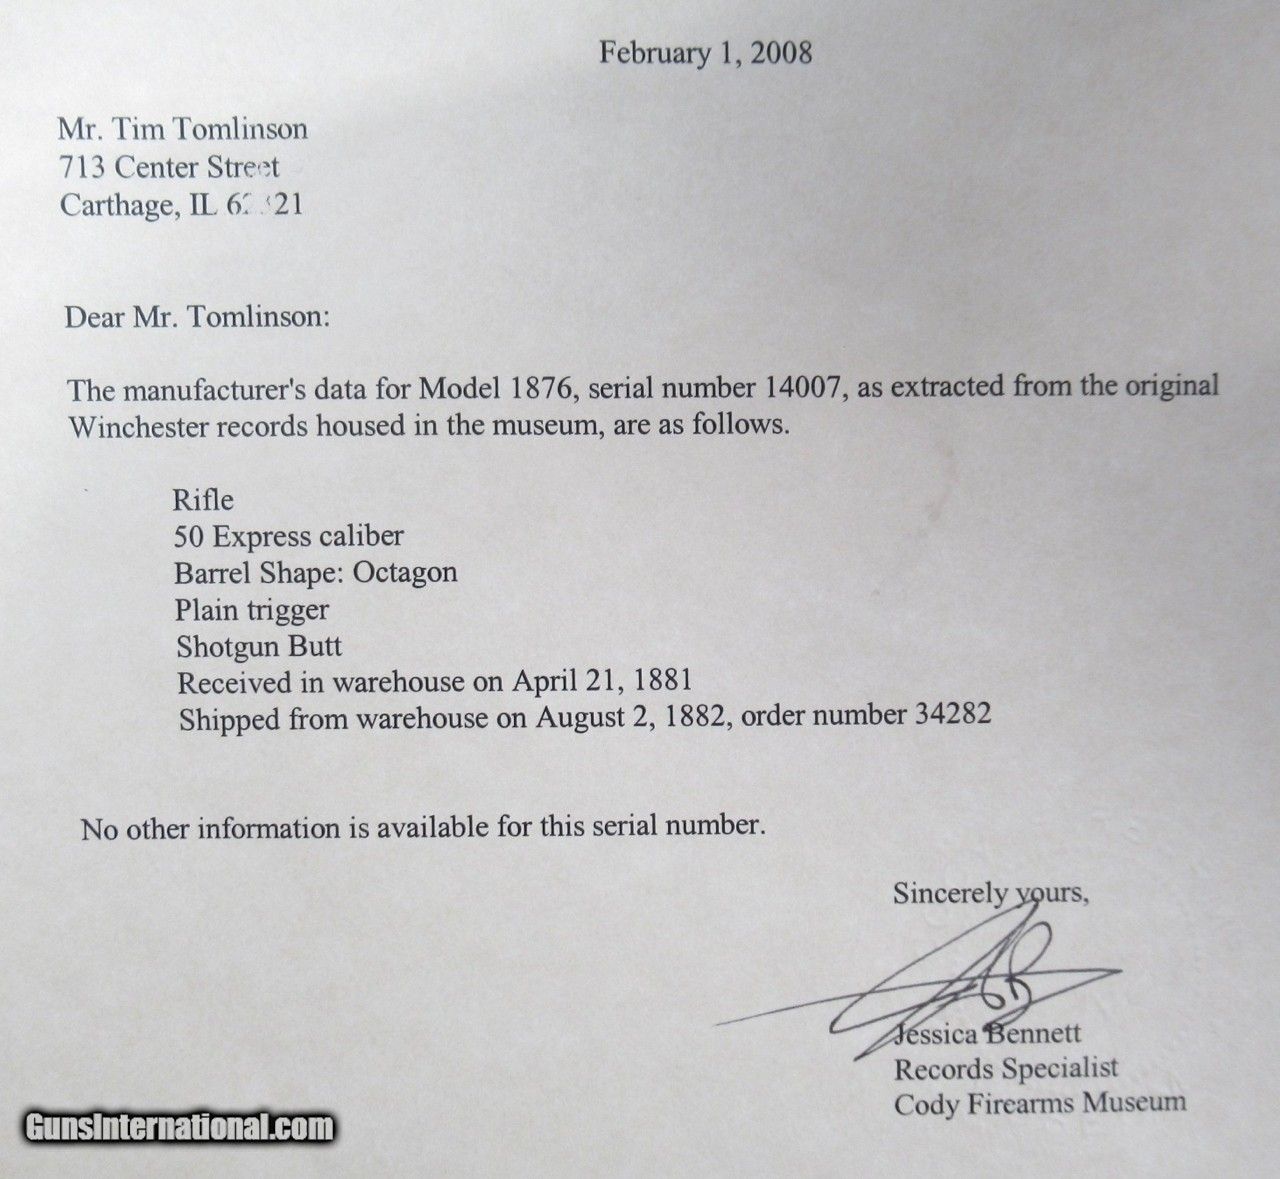 February 1, 2008
Mr. Tim Tomlinson
713 Center Street
Carthage, IL
Dear Mr. Tomlinson:
The manufacturer's data for Model 1876, serial number 14007, as extracted from the original
Winchester records housed in the museum, are as follows.
Rifle
50 Express caliber
Barrel Shape: Octagon
Plain trigger
Shotgun Butt
Received in warehouse on April 21, 1881
Shipped from warehouse on August 2, 1882, order number 34282
No other information is available for this serial number.
Sincerely yours,
Jessica Bennett
Records Specialist
Cody Firearms Museum
GunsInternational.com